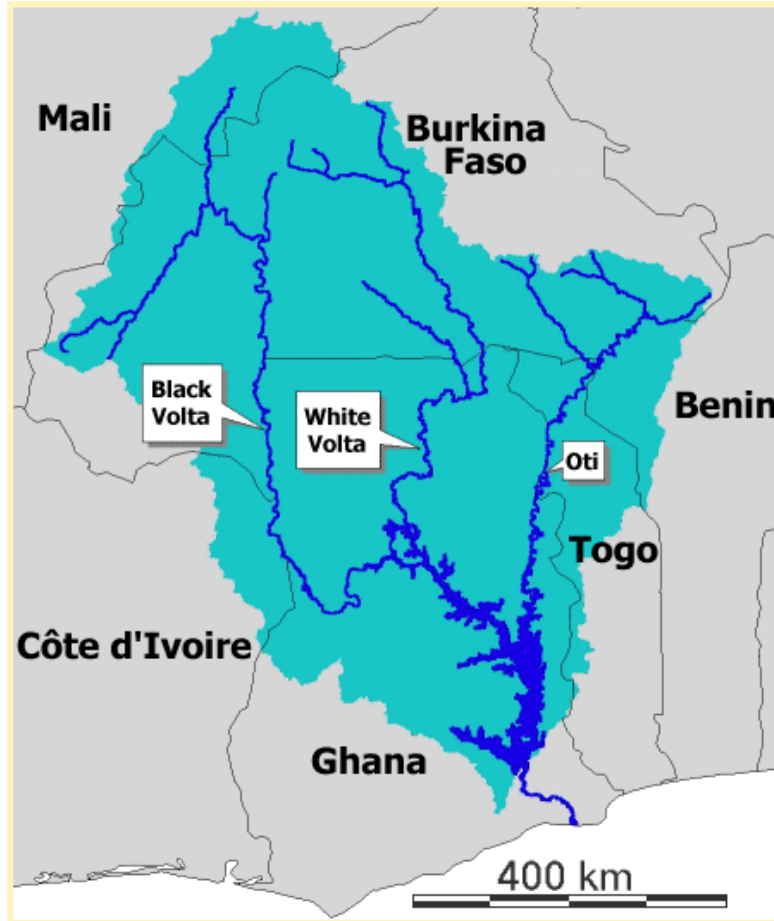 Mali
Burkina
Faso
Black
Volta
White
Volta
Benin
Oti
Togo
Côte d'Ivoire
Ghana
400 km